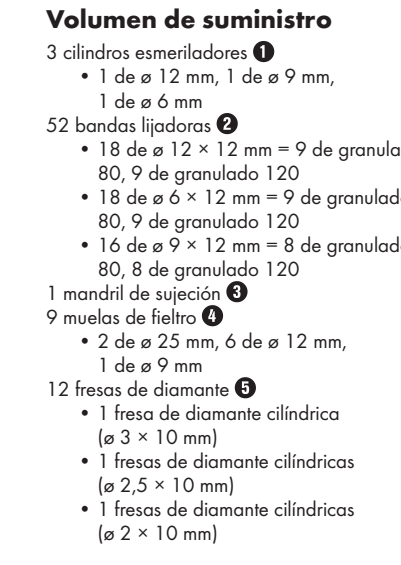 Volumen de suministro
3 cilindros esmeriladores ❶
• 1 de ø 12 mm, 1 de ø 9 mm,
1 de ø 6 mm
52 bandas lijadoras ❷
• 18 de ø 12 × 12 mm = 9 de granula
80, 9 de granulado 120
• 18 de ø 6 × 12 mm = 9 de granulad
80, 9 de granulado 120
• 16 de ø 9 × 12 mm = 8 de granulad
80, 8 de granulado 120
1 mandril de sujeción ❸
9 muelas de fieltro ❹
• 2 de ø 25 mm, 6 de ø 12 mm,
1 de ø 9 mm
12 fresas de diamante ❺
• 1 fresa de diamante cilíndrica
(ø 3 × 10 mm)
• 1 fresas de diamante cilíndricas
(ø 2,5 × 10 mm)
• 1 fresas de diamante cilíndricas
(ø 2 × 10 mm)